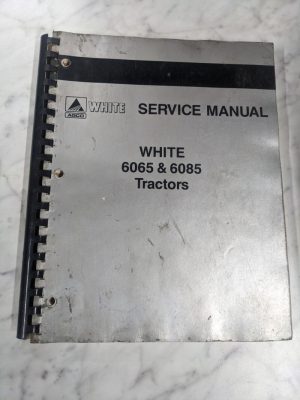 WHITE SERVICE MANUAL
AGCO
WHITE
6065 & 6085
Tractors